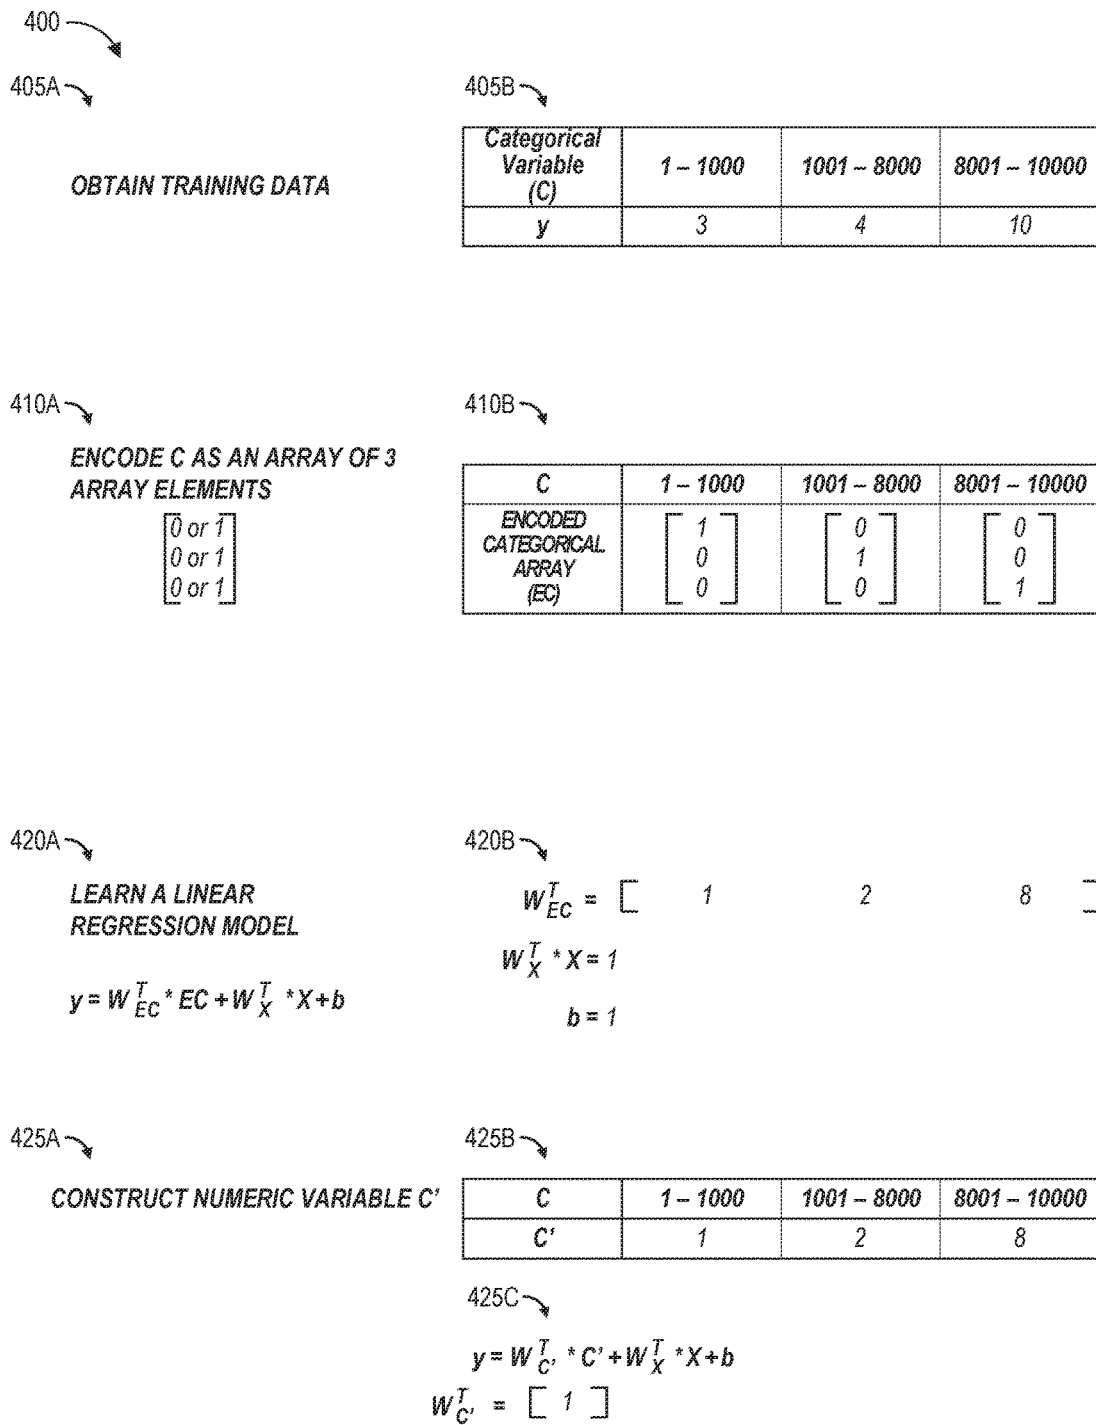 400
405A
405B
OBTAIN TRAINING DATA
Categorical Variable (C) 1 – 1000 1001 – 8000 8001 – 10000
y 3 4 10
410A
410B
ENCODE C AS AN ARRAY OF 3
ARRAY ELEMENTS
[0 or 1]
[0 or 1]
[0 or 1]
C 1 – 1000 1001 – 8000 8001 – 10000
ENCODED
CATEGORICAL
ARRAY
(EC)
[1 0 0] [0 1 0] [0 0 1]
420A
420B
LEARN A LINEAR
REGRESSION MODEL
y = W_EC^T * EC + W_X^T * X + b
W_EC^T = [ 1 2 8 ]
W_X^T * X = 1
b = 1
425A
425B
CONSTRUCT NUMERIC VARIABLE C'
C 1 – 1000 1001 – 8000 8001 – 10000
C' 1 2 8
425C
y = W_C'^T * C' + W_X^T * X + b
W_C'^T = [ 1 ]